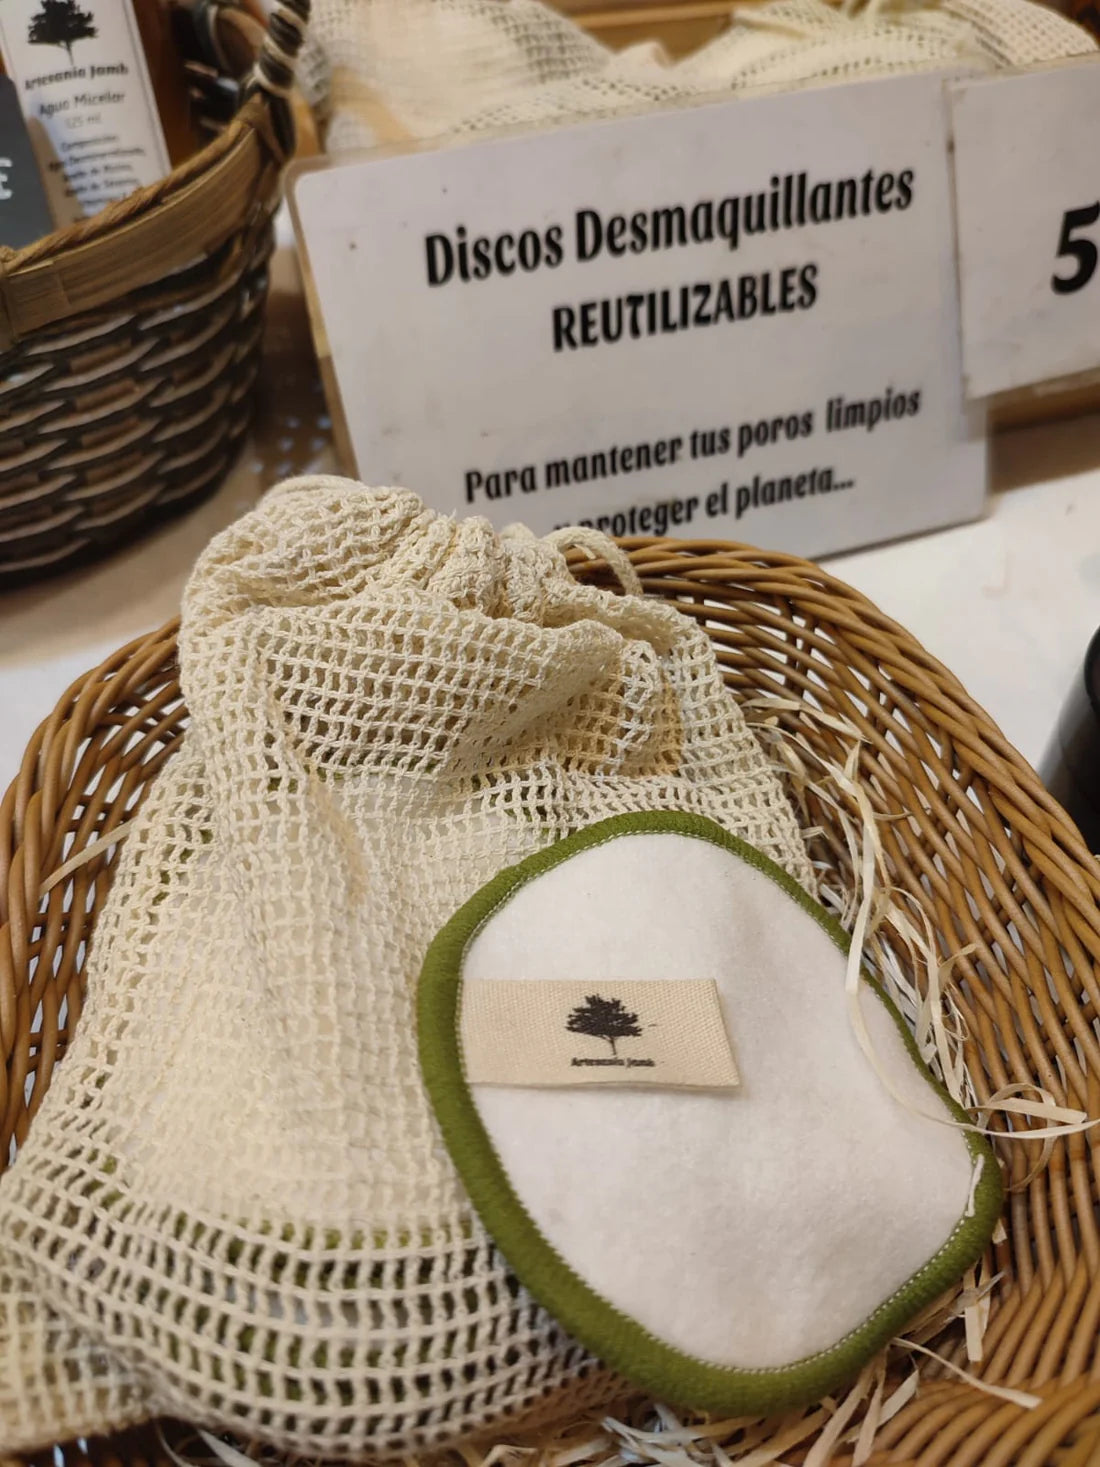 Artesanía Jamb
Agua Micelar
125 ml
Discos Desmaquillantes
REUTILIZABLES
Para mantener tus poros limpios
y proteger el planeta...
5
Artesanía Jamb